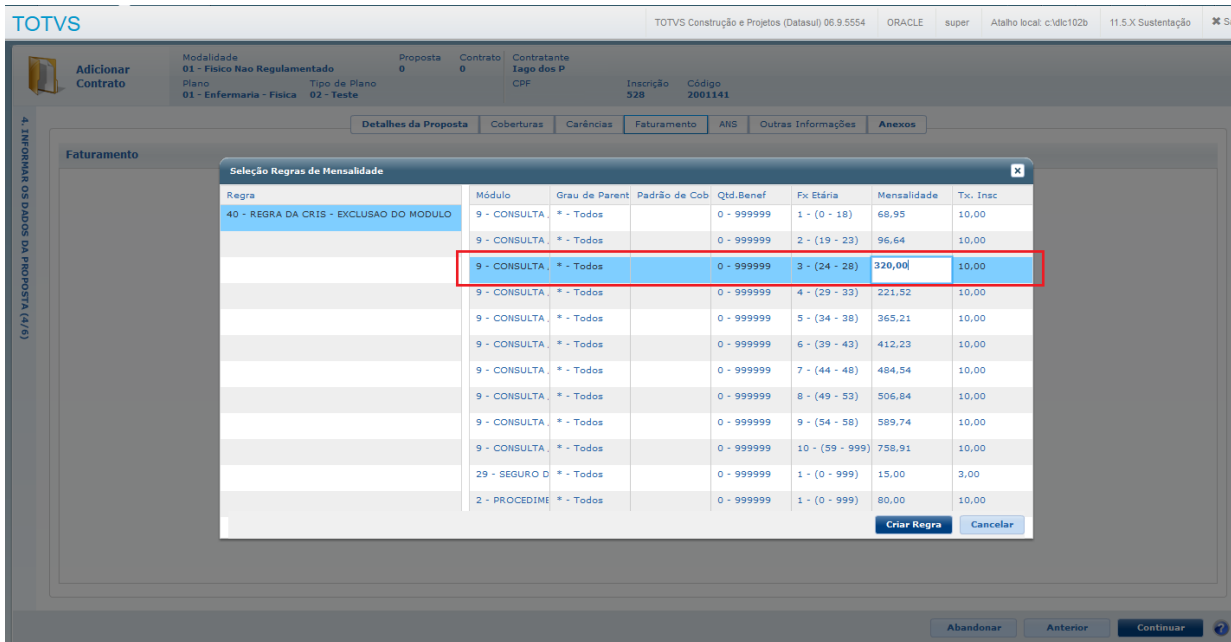 TOTVS
TOTVS Construção e Projetos (Datasul) 06.9.5554 ORACLE super Atalho local: c:\dlc102b 11.5.X Sustentação
Adicionar Contrato
Modalidade Proposta Contrato Contratante
01 - Fisico Nao Regulamentado 0 0 Iago dos P
Plano Tipo de Plano CPF Inscrição Código
01 - Enfermaria - Fisica 02 - Teste 528 2001141
4. INFORMAR OS DADOS DA PROPOSTA (4/6)
Detalhes da Proposta Coberturas Carências Faturamento ANS Outras Informações Anexos
Faturamento
Seleção Regras de Mensalidade
Regra Módulo Grau de Parent Padrão de Cob Qtd.Benef Fx Etária Mensalidade Tx. Insc
40 - REGRA DA CRIS - EXCLUSAO DO MODULO 9 - CONSULTA * - Todos 0 - 999999 1 - (0 - 18) 68,95 10,00
9 - CONSULTA * - Todos 0 - 999999 2 - (19 - 23) 96,64 10,00
9 - CONSULTA * - Todos 0 - 999999 3 - (24 - 28) 320,00 10,00
9 - CONSULTA * - Todos 0 - 999999 4 - (29 - 33) 221,52 10,00
9 - CONSULTA * - Todos 0 - 999999 5 - (34 - 38) 365,21 10,00
9 - CONSULTA * - Todos 0 - 999999 6 - (39 - 43) 412,23 10,00
9 - CONSULTA * - Todos 0 - 999999 7 - (44 - 48) 484,54 10,00
9 - CONSULTA * - Todos 0 - 999999 8 - (49 - 53) 506,84 10,00
9 - CONSULTA * - Todos 0 - 999999 9 - (54 - 58) 589,74 10,00
9 - CONSULTA * - Todos 0 - 999999 10 - (59 - 999) 758,91 10,00
29 - SEGURO D * - Todos 0 - 999999 1 - (0 - 999) 15,00 3,00
2 - PROCEDIME * - Todos 0 - 999999 1 - (0 - 999) 80,00 10,00
Criar Regra Cancelar
Abandonar Anterior Continuar ?